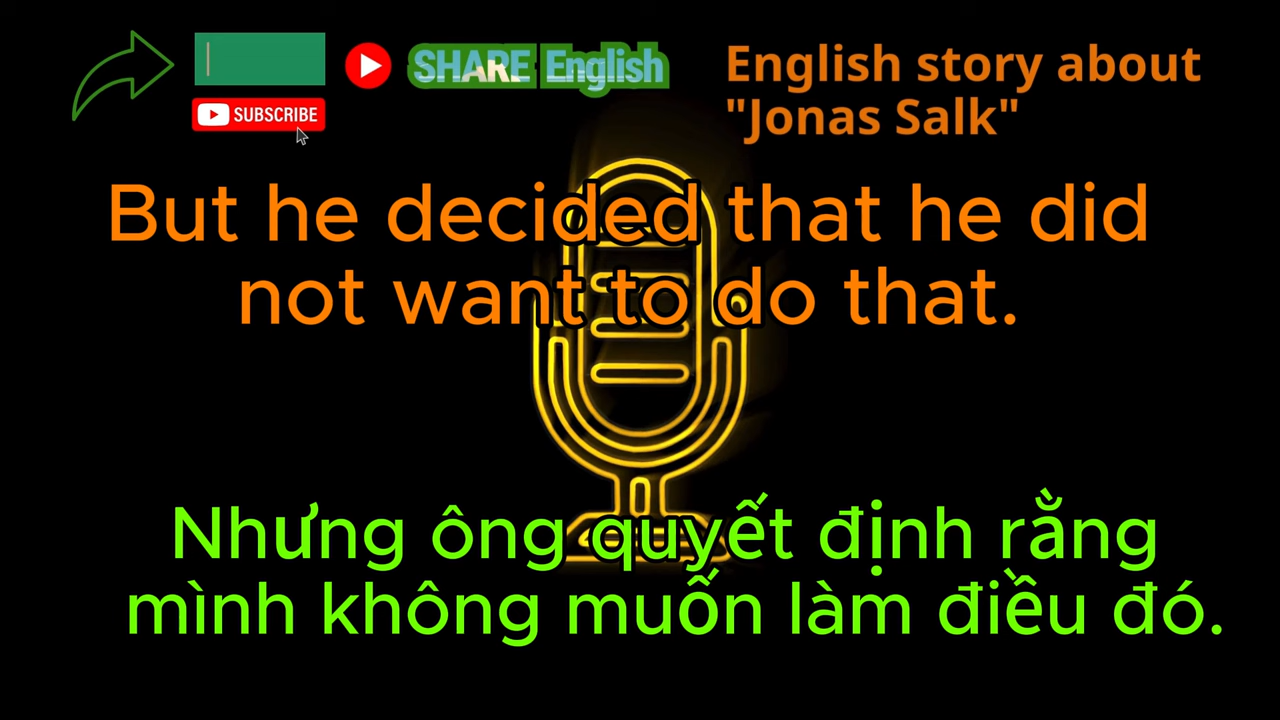 SHARE English
SUBSCRIBE
English story about
"Jonas Salk"
But he decided that he did
not want to do that.
Nhưng ông quyết định rằng
mình không muốn làm điều đó.